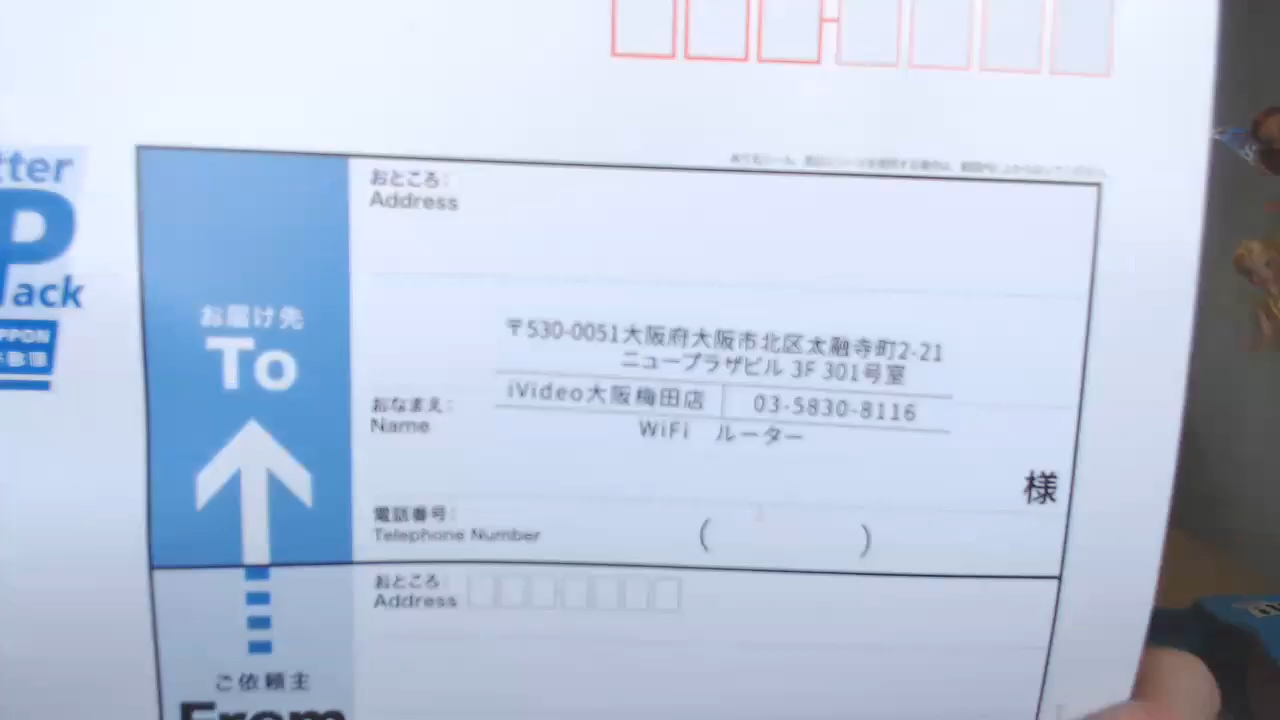 tter
P
ack
PPON
おところ:
Address
お届け先
To
〒530-0051大阪府大阪市北区太融寺町2-21
ニュープラザビル 3F 301号室
iVideo大阪梅田店 03-5830-8116
WiFi ルーター
おなまえ:
Name
様
電話番号:
Telephone Number ( )
おところ
Address
ご依頼主
From